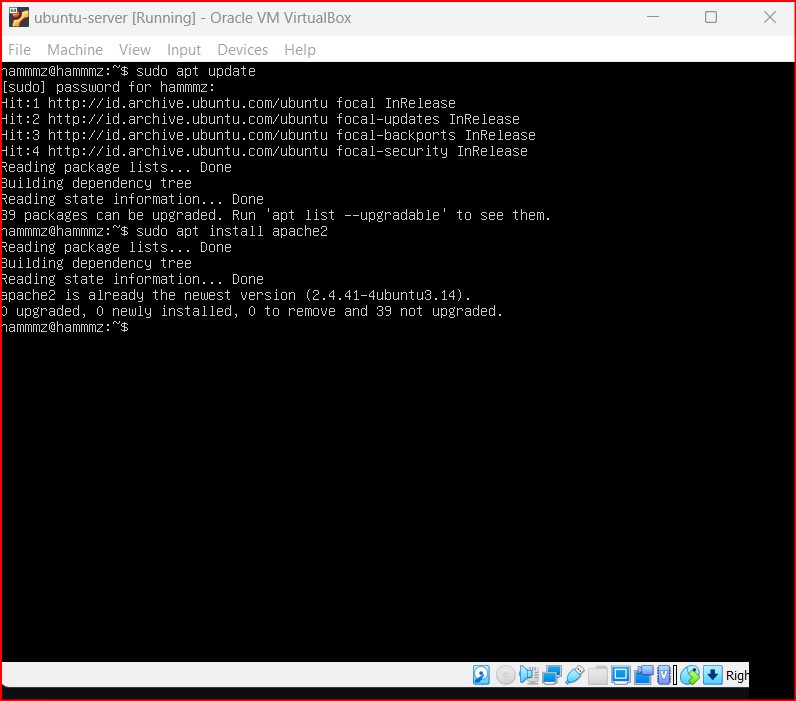 ubuntu-server [Running] - Oracle VM VirtualBox
File Machine View Input Devices Help
hammmz@hammmz:~$ sudo apt update
[sudo] password for hammmz:
Hit:1 http://id.archive.ubuntu.com/ubuntu focal InRelease
Hit:2 http://id.archive.ubuntu.com/ubuntu focal-updates InRelease
Hit:3 http://id.archive.ubuntu.com/ubuntu focal-backports InRelease
Hit:4 http://id.archive.ubuntu.com/ubuntu focal-security InRelease
Reading package lists... Done
Building dependency tree
Reading state information... Done
39 packages can be upgraded. Run 'apt list --upgradable' to see them.
hammmz@hammmz:~$ sudo apt install apache2
Reading package lists... Done
Building dependency tree
Reading state information... Done
apache2 is already the newest version (2.4.41-4ubuntu3.14).
0 upgraded, 0 newly installed, 0 to remove and 39 not upgraded.
hammmz@hammmz:~$
Righ